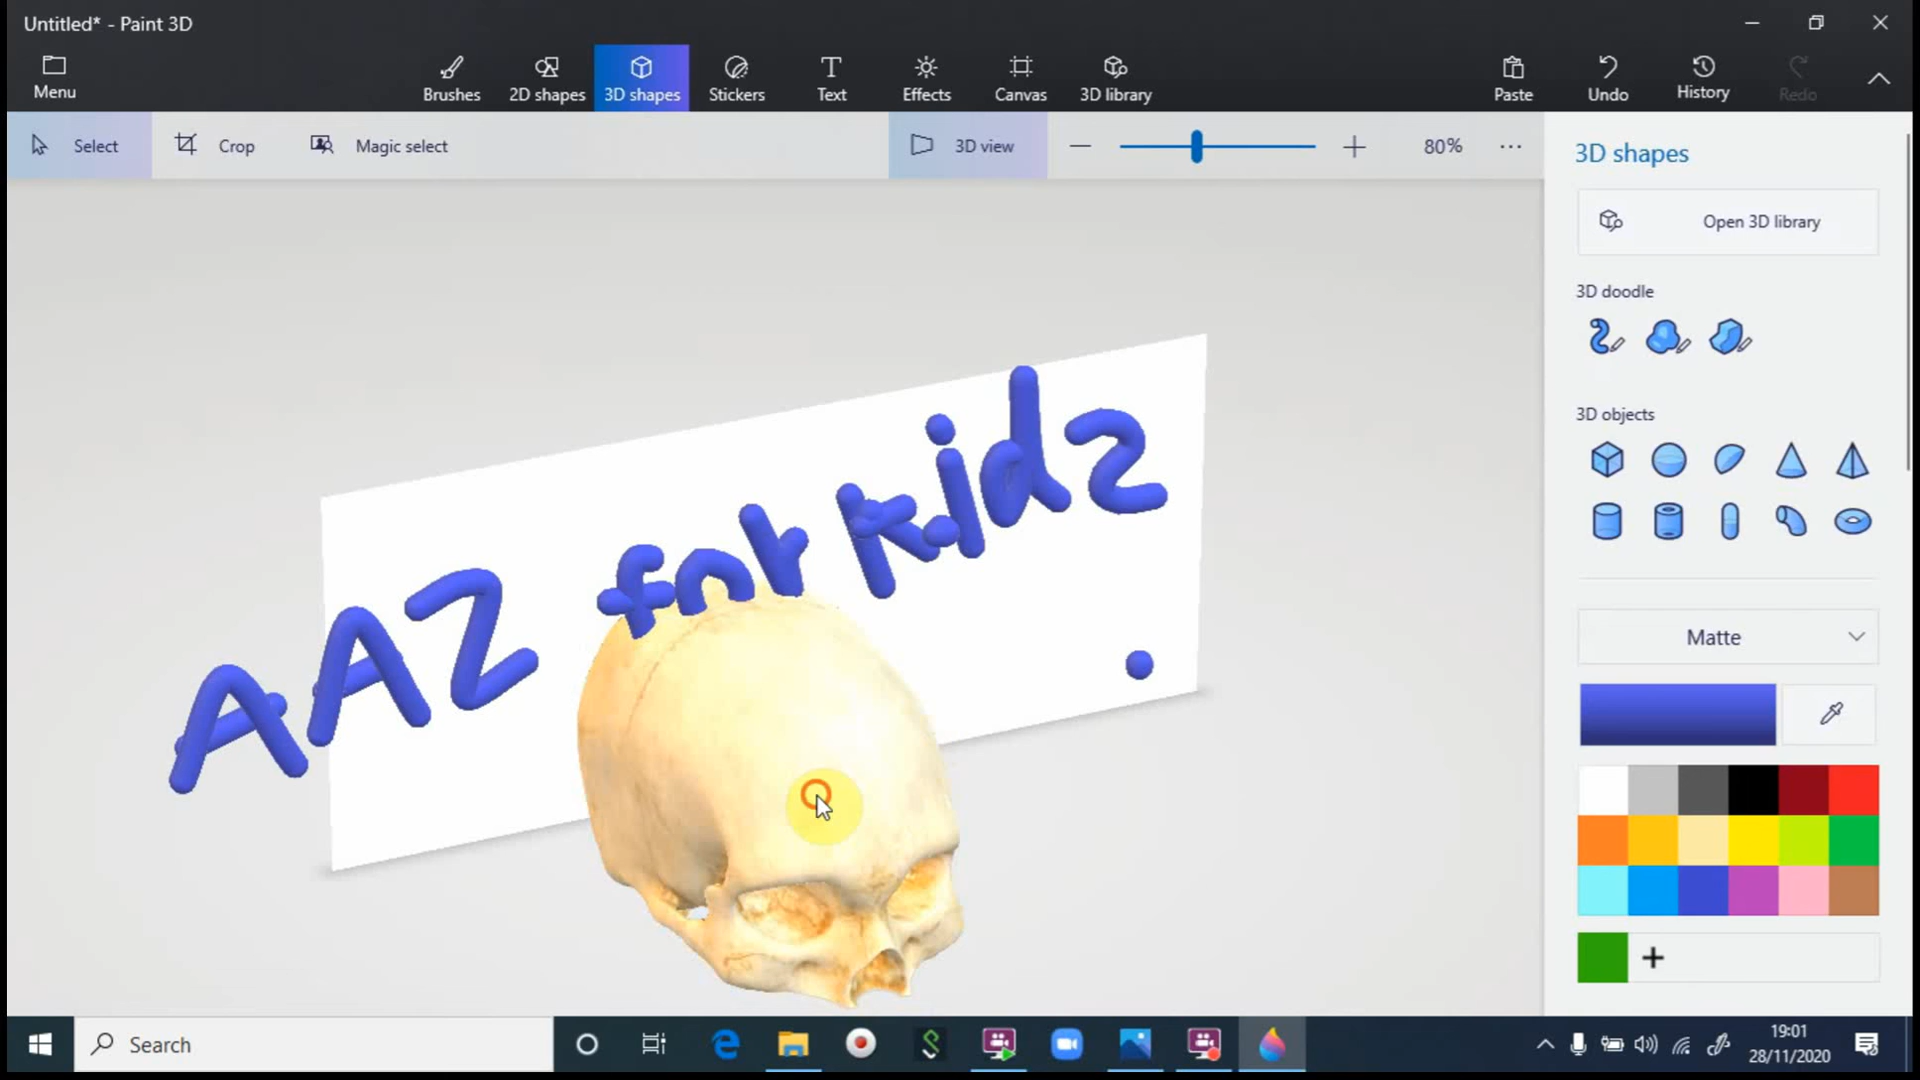 Untitled* - Paint 3D
Menu
Brushes
2D shapes
3D shapes
Stickers
Text
Effects
Canvas
3D library
Paste
Undo
History
Redo
Select
Crop
Magic select
3D view
80%
3D shapes
Open 3D library
3D doodle
3D objects
Matte
AAZ for Kidz
Search
19:01
28/11/2020